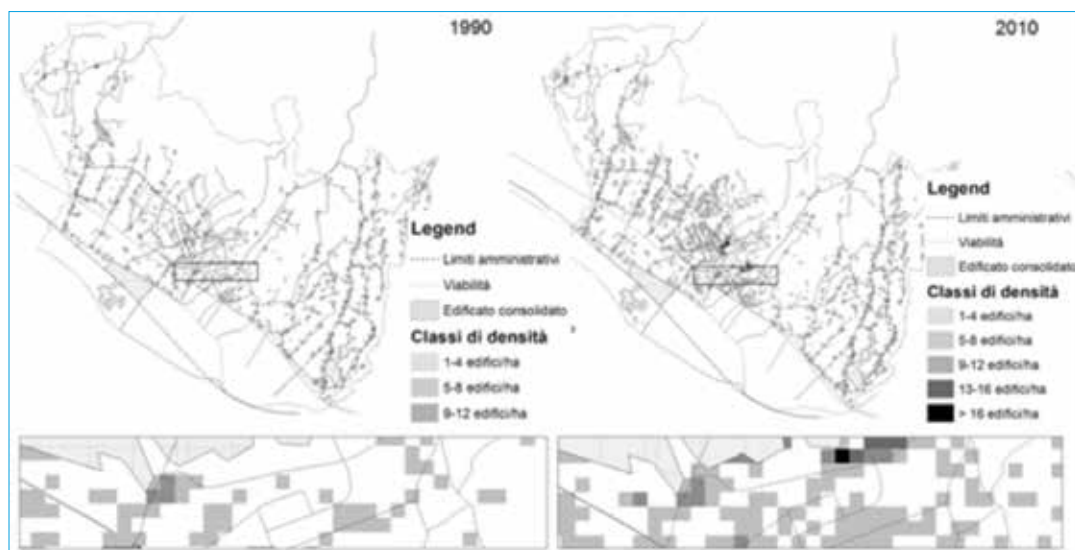 1990
Legend
Limiti amministrativi
Viabilità
Edificato consolidato
Classi di densità
1-4 edifici/ha
5-8 edifici/ha
9-12 edifici/ha
2010
Legend
Limiti amministrativi
Viabilità
Edificato consolidato
Classi di densità
1-4 edifici/ha
5-8 edifici/ha
9-12 edifici/ha
13-16 edifici/ha
> 16 edifici/ha